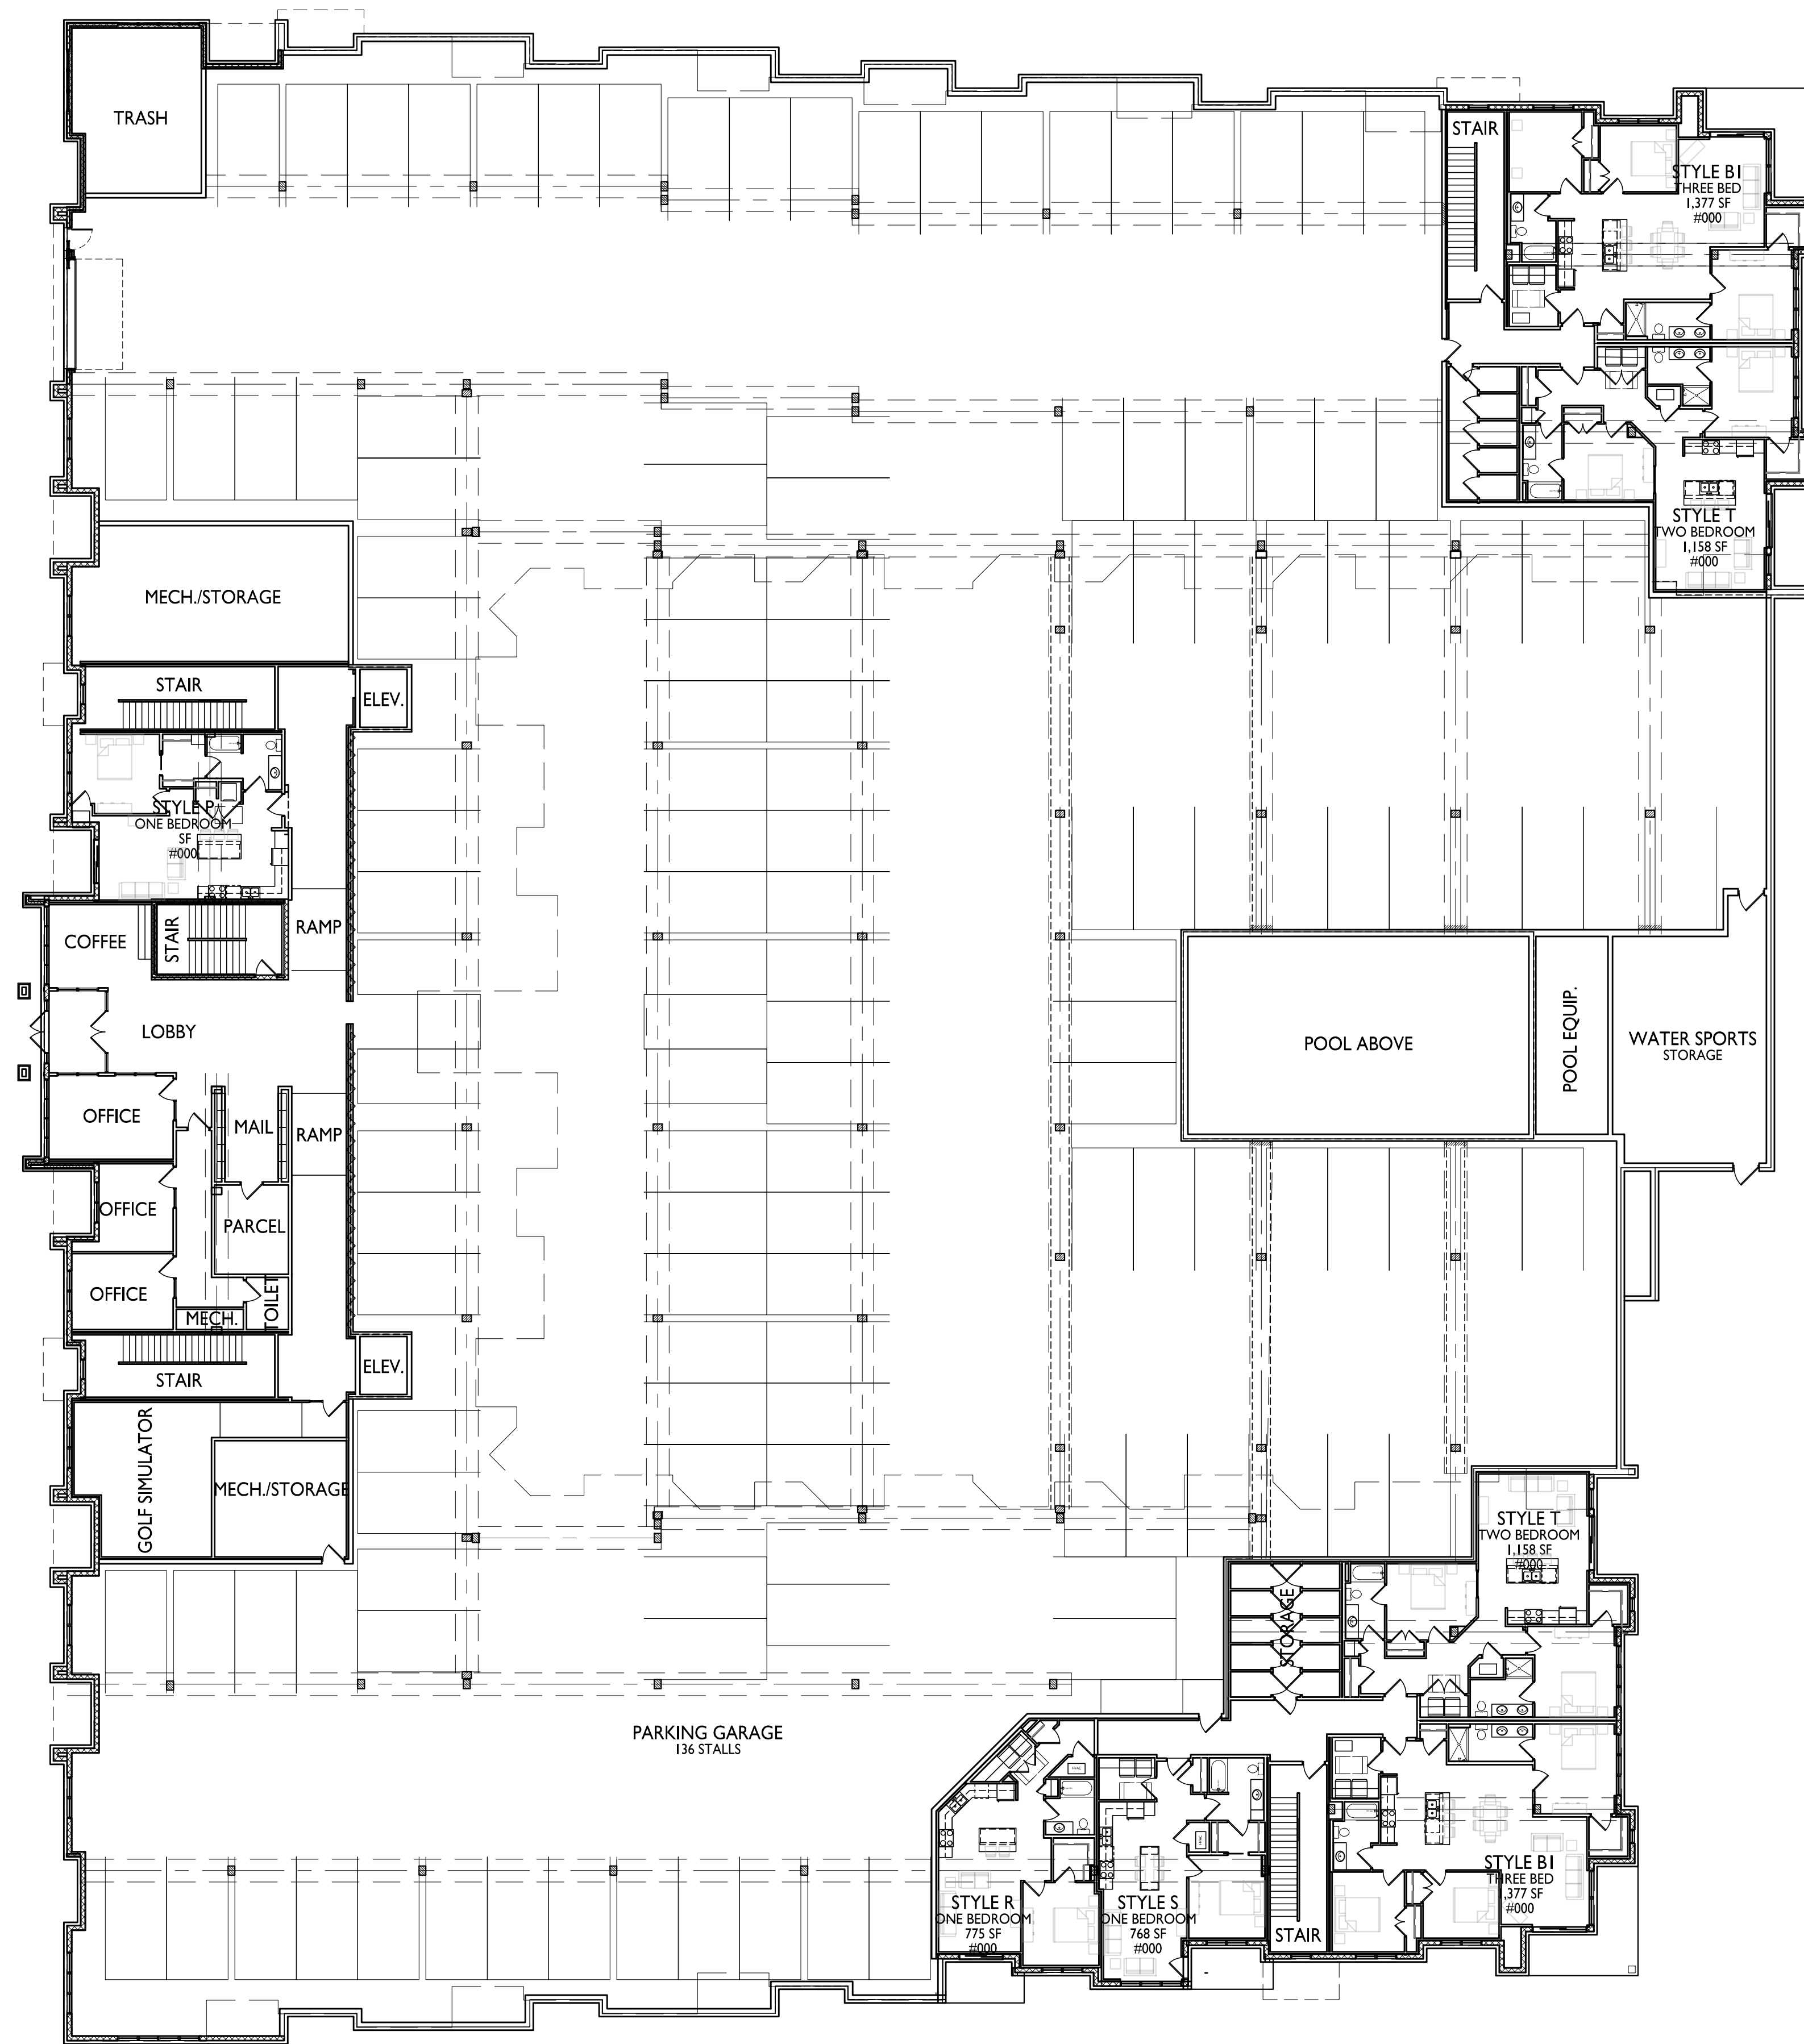 TRASH
STAIR
STYLE B1
THREE BED
1,377 SF
#000
STYLE T
TWO BEDROOM
1,158 SF
#000
MECH./STORAGE
STAIR
ELEV.
STYLE P
ONE BEDROOM
SF
#000
COFFEE
STAIR
RAMP
LOBBY
POOL ABOVE
POOL EQUIP.
WATER SPORTS
STORAGE
OFFICE
MAIL
RAMP
OFFICE
PARCEL
OFFICE
TOILET
MECH.
STAIR
ELEV.
GOLF SIMULATOR
MECH./STORAGE
STYLE T
TWO BEDROOM
1,158 SF
#000
STORAGE
PARKING GARAGE
136 STALLS
STYLE R
ONE BEDROOM
775 SF
#000
STYLE S
ONE BEDROOM
768 SF
#000
STAIR
STYLE B1
THREE BED
1,377 SF
#000